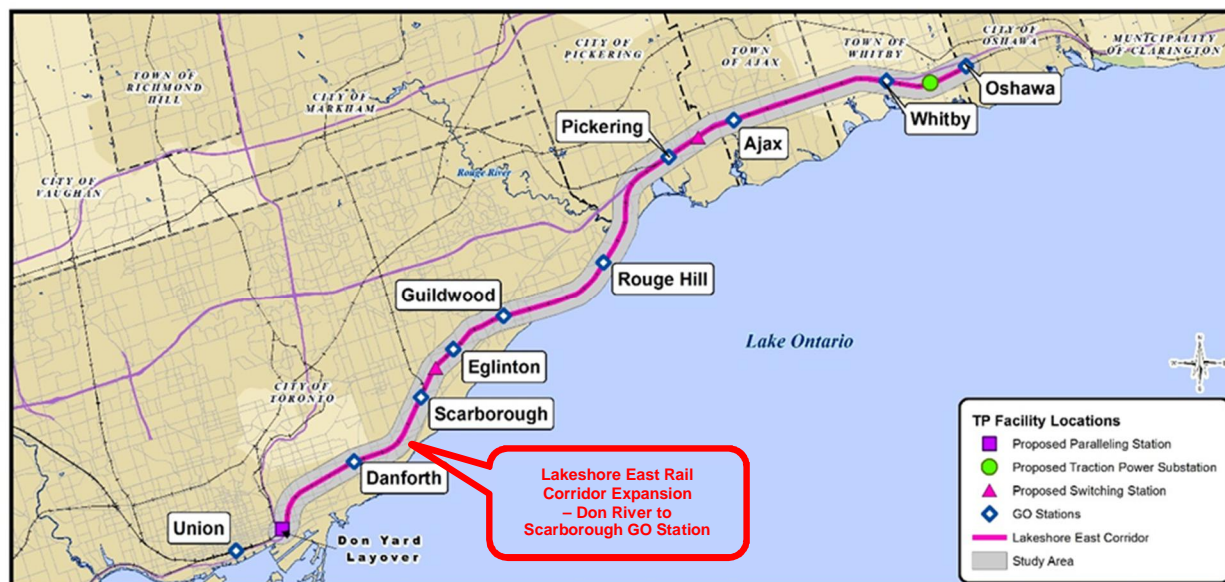 CITY OF
PICKERING
TOWN
OF AJAX
TOWN OF
WHITBY
CITY OF
OSHAWA
MUNICIPALITY
OF CLARINGTON
TOWN OF
RICHMOND
HILL
CITY OF
MARKHAM
CITY OF
VAUGHAN
Rouge River
Oshawa
Whitby
Ajax
Pickering
Rouge Hill
Guildwood
Eglinton
Lake Ontario
CITY OF
TORONTO
Scarborough
Danforth
Union
Don Yard
Layover
Lakeshore East Rail
Corridor Expansion
– Don River to
Scarborough GO Station
TP Facility Locations
Proposed Paralleling Station
Proposed Traction Power Substation
Proposed Switching Station
GO Stations
Lakeshore East Corridor
Study Area